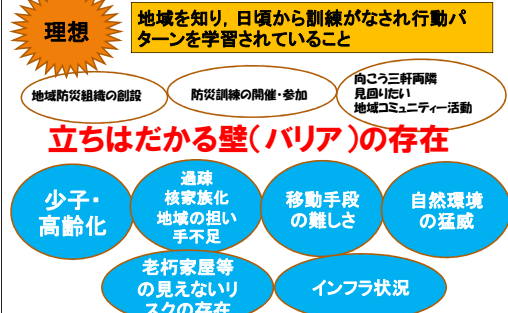 理想
地域を知り，日頃から訓練がなされ行動パ
ターンを学習されていること
地域防災組織の創設
防災訓練の開催・参加
向こう三軒両隣
見回りたい
地域コミュニティー活動
立ちはだかる壁（バリア）の存在
少子・
高齢化
過疎
核家族化
地域の担い
手不足
移動手段
の難しさ
自然環境
の猛威
老朽家屋等
の見えないリ
スクの存在
インフラ状況